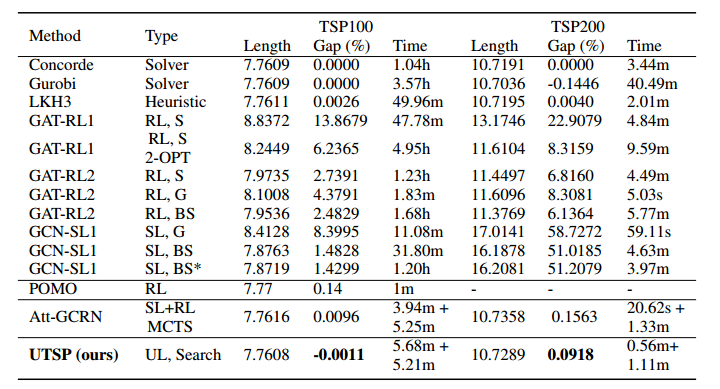 Method Type TSP100 TSP200
Length Gap (%) Time Length Gap (%) Time
Concorde Solver 7.7609 0.0000 1.04h 10.7191 0.0000 3.44m
Gurobi Solver 7.7609 0.0000 3.57h 10.7036 -0.1446 40.49m
LKH3 Heuristic 7.7611 0.0026 49.96m 10.7195 0.0040 2.01m
GAT-RL1 RL, S 8.8372 13.8679 47.78m 13.1746 22.9079 4.84m
GAT-RL1 RL, S 2-OPT 8.2449 6.2365 4.95h 11.6104 8.3159 9.59m
GAT-RL2 RL, S 7.9735 2.7391 1.23h 11.4497 6.8160 4.49m
GAT-RL2 RL, G 8.1008 4.3791 1.83m 11.6096 8.3081 5.03s
GAT-RL2 RL, BS 7.9536 2.4829 1.68h 11.3769 6.1364 5.77m
GCN-SL1 SL, G 8.4128 8.3995 11.08m 17.0141 58.7272 59.11s
GCN-SL1 SL, BS 7.8763 1.4828 31.80m 16.1878 51.0185 4.63m
GCN-SL1 SL, BS* 7.8719 1.4299 1.20h 16.2081 51.2079 3.97m
POMO RL 7.77 0.14 1m - - -
Att-GCRN SL+RL MCTS 7.7616 0.0096 3.94m + 5.25m 10.7358 0.1563 20.62s + 1.33m
UTSP (ours) UL, Search 7.7608 -0.0011 5.68m + 5.21m 10.7289 0.0918 0.56m+ 1.11m